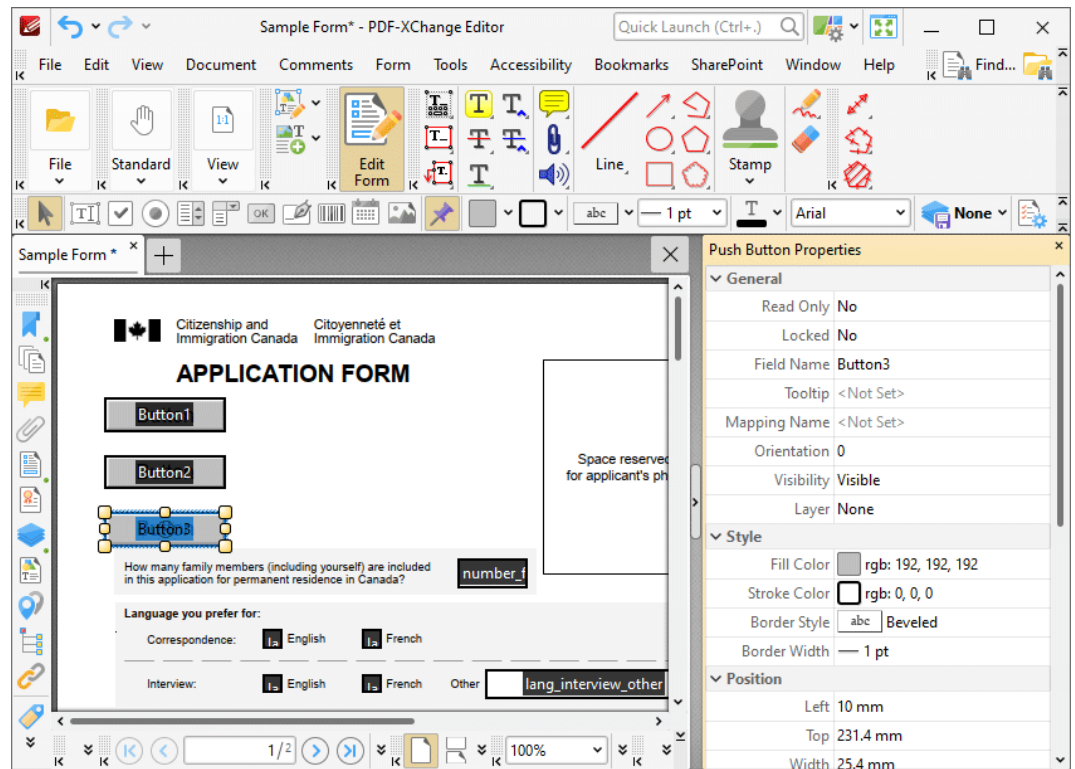 Sample Form* - PDF-XChange Editor
Quick Launch (Ctrl+.)
File Edit View Document Comments Form Tools Accessibility Bookmarks SharePoint Window Help Find...
File Standard 1:1 View Edit Form Line Stamp
OK abc 1 pt T Arial None
Sample Form *
Push Button Properties
General
Read Only No
Locked No
Field Name Button3
Tooltip <Not Set>
Mapping Name <Not Set>
Orientation 0
Visibility Visible
Layer None
Style
Fill Color rgb: 192, 192, 192
Stroke Color rgb: 0, 0, 0
Border Style abc Beveled
Border Width 1 pt
Position
Left 10 mm
Top 231.4 mm
Width 25.4 mm
Citizenship and Citoyenneté et
Immigration Canada Immigration Canada
APPLICATION FORM
Button1
Button2
Button3
Space reserved
for applicant's ph
How many family members (including yourself) are included
in this application for permanent residence in Canada?
number_f
Language you prefer for:
Correspondence: la English la French
Interview: la English la French Other lang_interview_other
1/2
100%